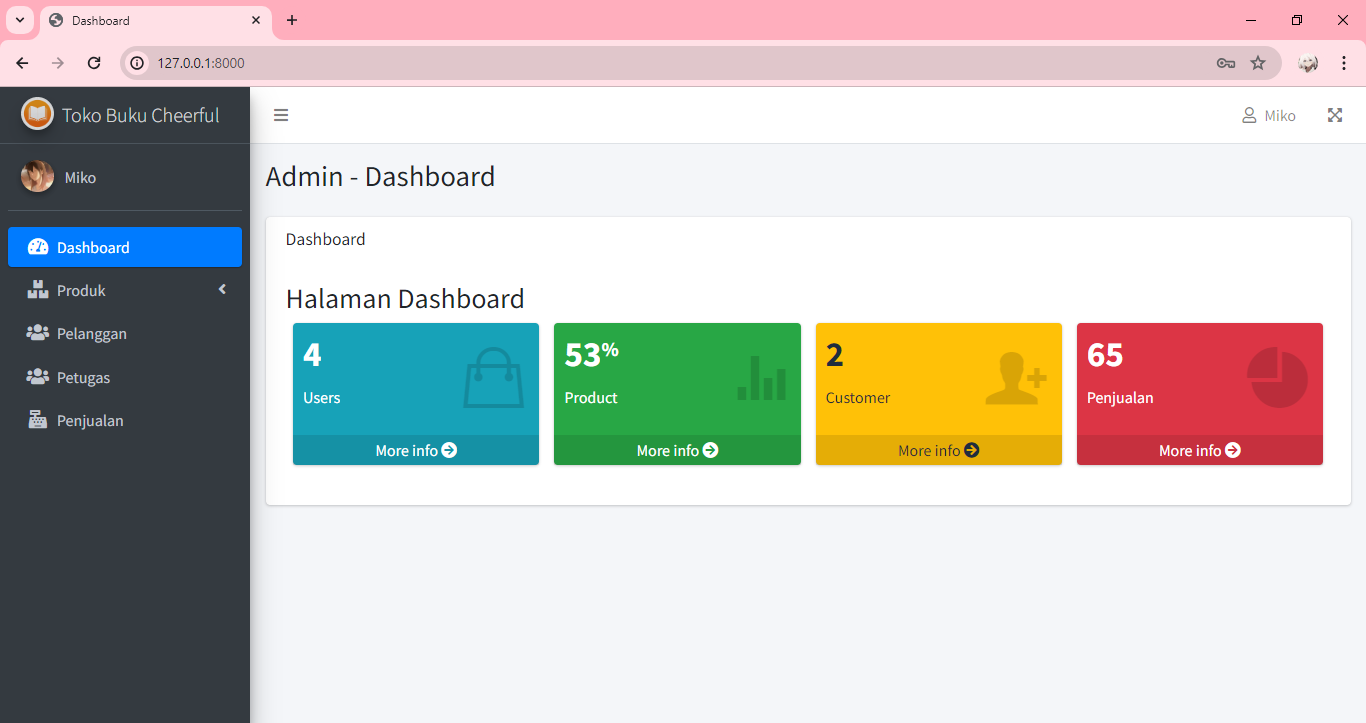 Dashboard
127.0.0.1:8000
Toko Buku Cheerful
Miko
Miko
Dashboard
Produk
Pelanggan
Petugas
Penjualan
Admin - Dashboard
Dashboard
Halaman Dashboard
4
Users
More info
53%
Product
More info
2
Customer
More info
65
Penjualan
More info